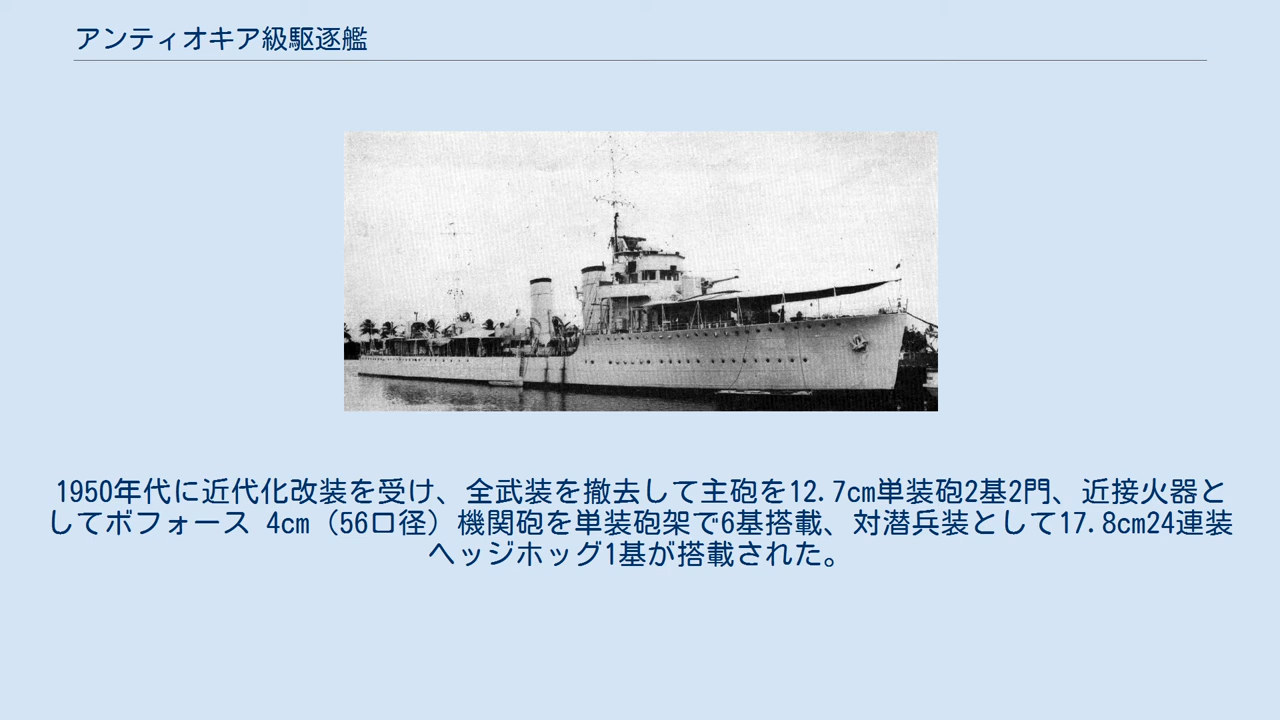 アンティオキア級駆逐艦
1950年代に近代化改装を受け、全武装を撤去して主砲を12.7cm単装砲2基2門、近接火器と
してボフォース 4cm（56口径）機関砲を単装砲架で6基搭載、対潜兵装として17.8cm24連装
ヘッジホッグ1基が搭載された。